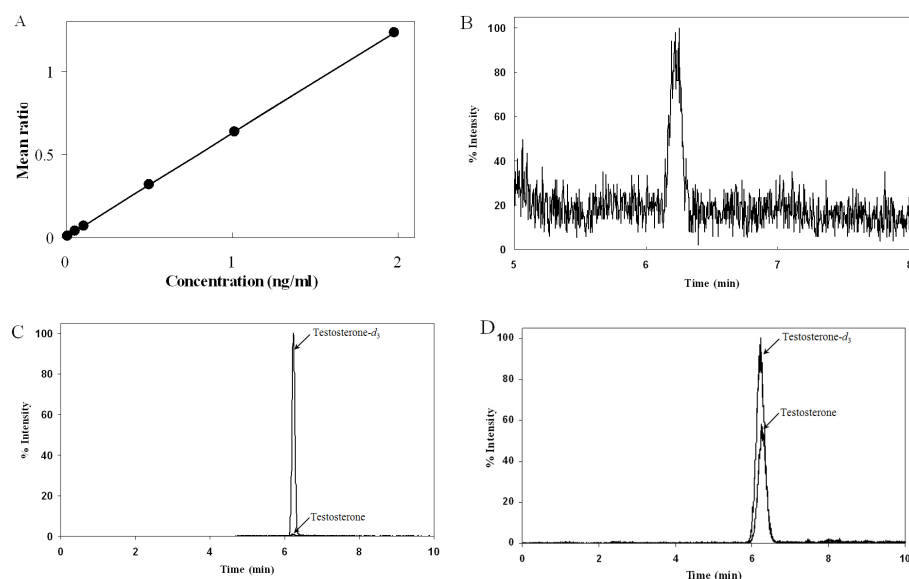 A
Mean ratio
1
0.5
0
0 1 2
Concentration (ng/ml)
B
% Intensity
100
80
60
40
20
0
5 6 7 8
Time (min)
C
% Intensity
100
80
60
40
20
0
Testosterone-d3
Testosterone
0 2 4 6 8 10
Time (min)
D
% Intensity
100
80
60
40
20
0
Testosterone-d3
Testosterone
0 2 4 6 8 10
Time (min)